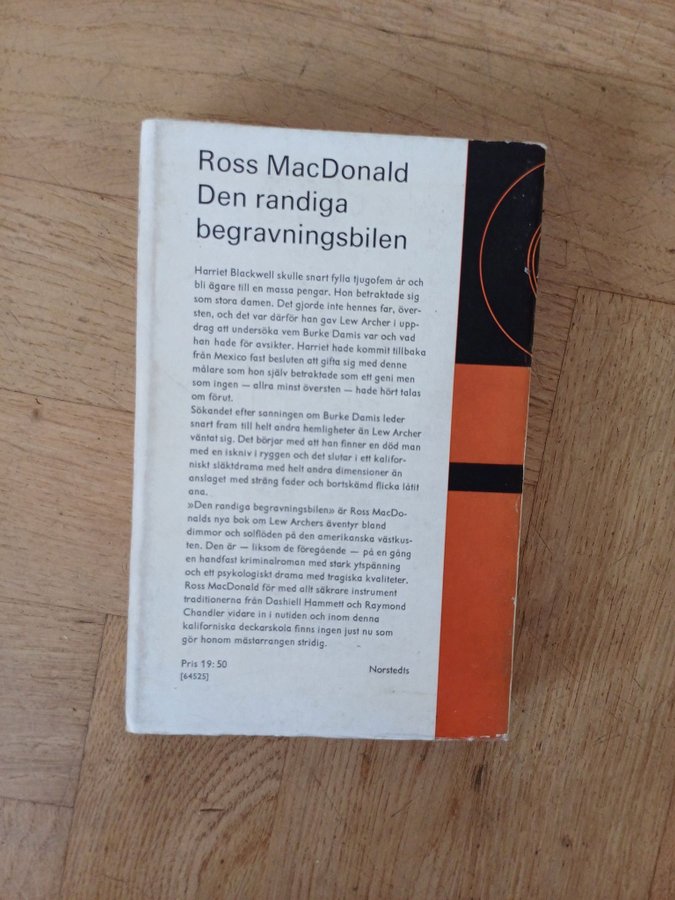 Ross MacDonald
Den randiga
begravningsbilen
Harriet Blackwell skulle snart fylla tjugofem år och
bli ägare till en massa pengar. Hon betraktade sig
som stora damen. Det gjorde inte hennes far, över-
sten, och det var därför han gav Lew Archer i upp-
drag att undersöka vem Burke Damis var och vad
han hade för avsikter. Harriet hade kommit tillbaka
från Mexico fast besluten att gifta sig med denne
målare som hon själv betraktade som ett geni men
som ingen — allra minst översten — hade hört talas
om förut.
Sökandet efter sanningen om Burke Damis leder
snart fram till helt andra hemligheter än Lew Archer
väntat sig. Det börjar med att han finner en död man
med en iskniv i ryggen och det slutar i ett kalifor-
niskt släktdrama med helt andra dimensioner än
anslaget med sträng fader och bortskämd flicka låtit
ana.
»Den randiga begravningsbilen» är Ross MacDo-
nalds nya bok om Lew Archers äventyr bland
dimmor och solflöden på den amerikanska västkus-
ten. Den är — liksom de föregående — på en gång
en handfast kriminalroman med stark ytspänning
och ett psykologiskt drama med tragiska kvaliteter.
Ross MacDonald för med allt säkrare instrument
traditionerna från Dashiell Hammett och Raymond
Chandler vidare in i nutiden och inom denna
kaliforniska deckarskola finns ingen just nu som
gör honom mästarrangen stridig.
Pris 19:50
[64525]
Norstedts